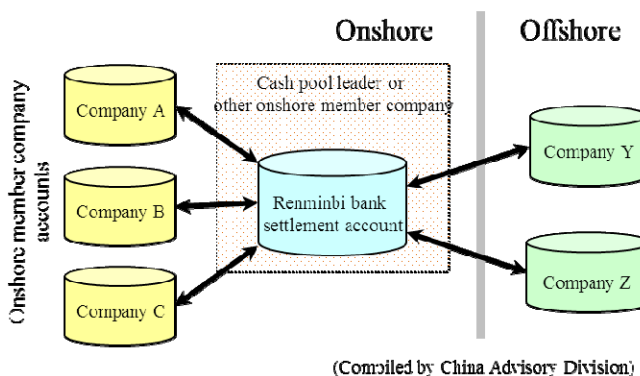 Onshore
Offshore
Cash pool leader or
other onshore member company
Company A
Company B
Company C
Onshore member company
accounts
Renminbi bank
settlement account
Company Y
Company Z
(Compiled by China Advisory Division)